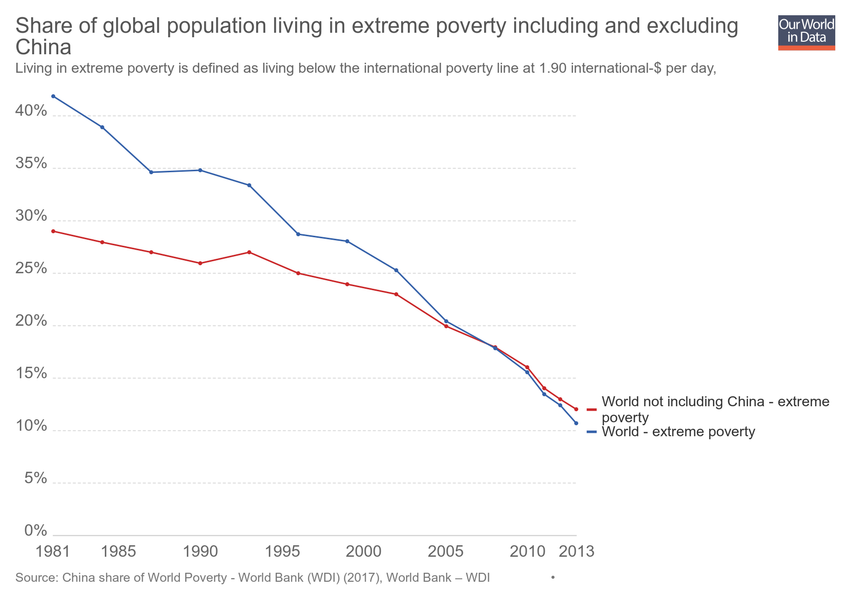 Share of global population living in extreme poverty including and excluding
China
Our World
in Data
Living in extreme poverty is defined as living below the international poverty line at 1.90 international-$ per day,
40%
35%
30%
25%
20%
15%
10%
5%
0%
World not including China - extreme
poverty
World - extreme poverty
1981 1985 1990 1995 2000 2005 2010 2013
Source: China share of World Poverty - World Bank (WDI) (2017), World Bank – WDI •